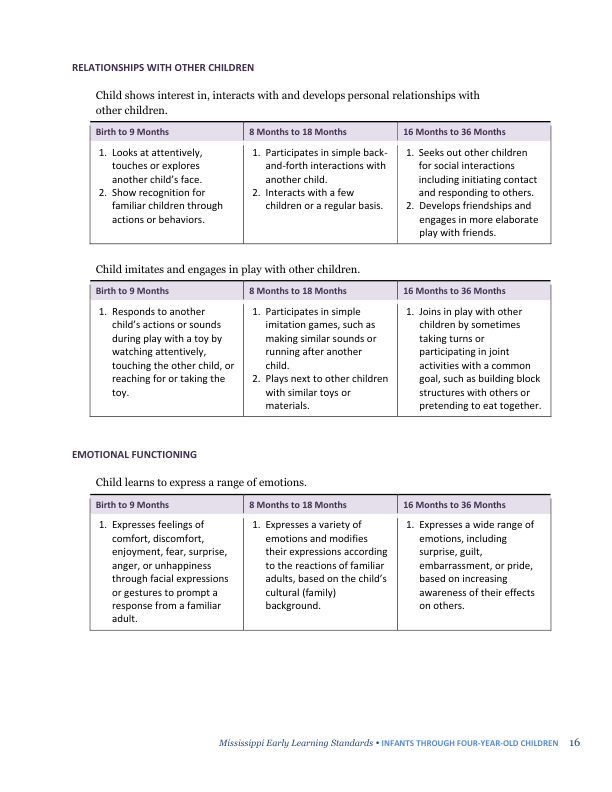 RELATIONSHIPS WITH OTHER CHILDREN
Child shows interest in, interacts with and develops personal relationships with
other children.
Birth to 9 Months
8 Months to 18 Months
16 Months to 36 Months
1. Looks at attentively,
touches or explores
another child's face.
2. Show recognition for
familiar children through
actions or behaviors.
1. Participates in simple back-
and-forth interactions with
another child.
2. Interacts with a few
children or a regular basis.
1. Seeks out other children
for social interactions
including initiating contact
and responding to others.
2. Develops friendships and
engages in more elaborate
play with friends.
Child imitates and engages in play with other children.
Birth to 9 Months
8 Months to 18 Months
16 Months to 36 Months
1. Responds to another
child's actions or sounds
during play with a toy by
watching attentively,
touching the other child, or
reaching for or taking the
toy.
1. Participates in simple
imitation games, such as
making similar sounds or
running after another
child.
2. Plays next to other children
with similar toys or
materials.
1. Joins in play with other
children by sometimes
taking turns or
participating in joint
activities with a common
goal, such as building block
structures with others or
pretending to eat together.
EMOTIONAL FUNCTIONING
Child learns to express a range of emotions.
Birth to 9 Months
8 Months to 18 Months
16 Months to 36 Months
1. Expresses feelings of
comfort, discomfort,
enjoyment, fear, surprise,
anger, or unhappiness
through facial expressions
or gestures to prompt a
response from a familiar
adult.
1. Expresses a variety of
emotions and modifies
their expressions according
to the reactions of familiar
adults, based on the child's
cultural (family)
background.
1. Expresses a wide range of
emotions, including
surprise, guilt,
embarrassment, or pride,
based on increasing
awareness of their effects
on others.
Mississippi Early Learning Standards • INFANTS THROUGH FOUR-YEAR-OLD CHILDREN 16